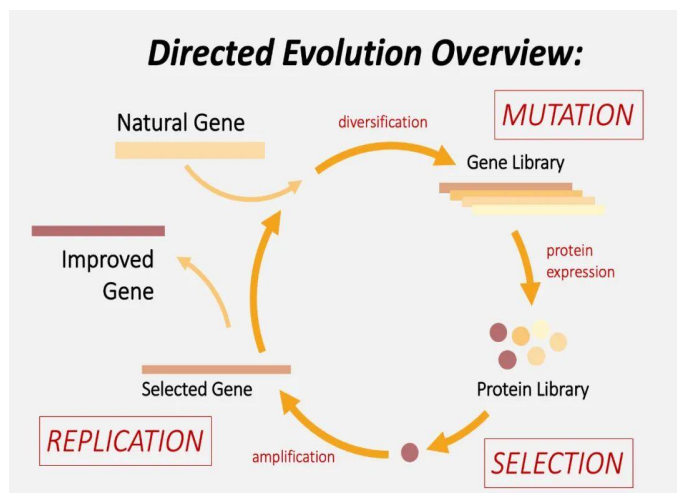 Directed Evolution Overview:
MUTATION
Natural Gene
diversification
Gene Library
Improved
Gene
protein
expression
Selected Gene
Protein Library
REPLICATION
amplification
SELECTION